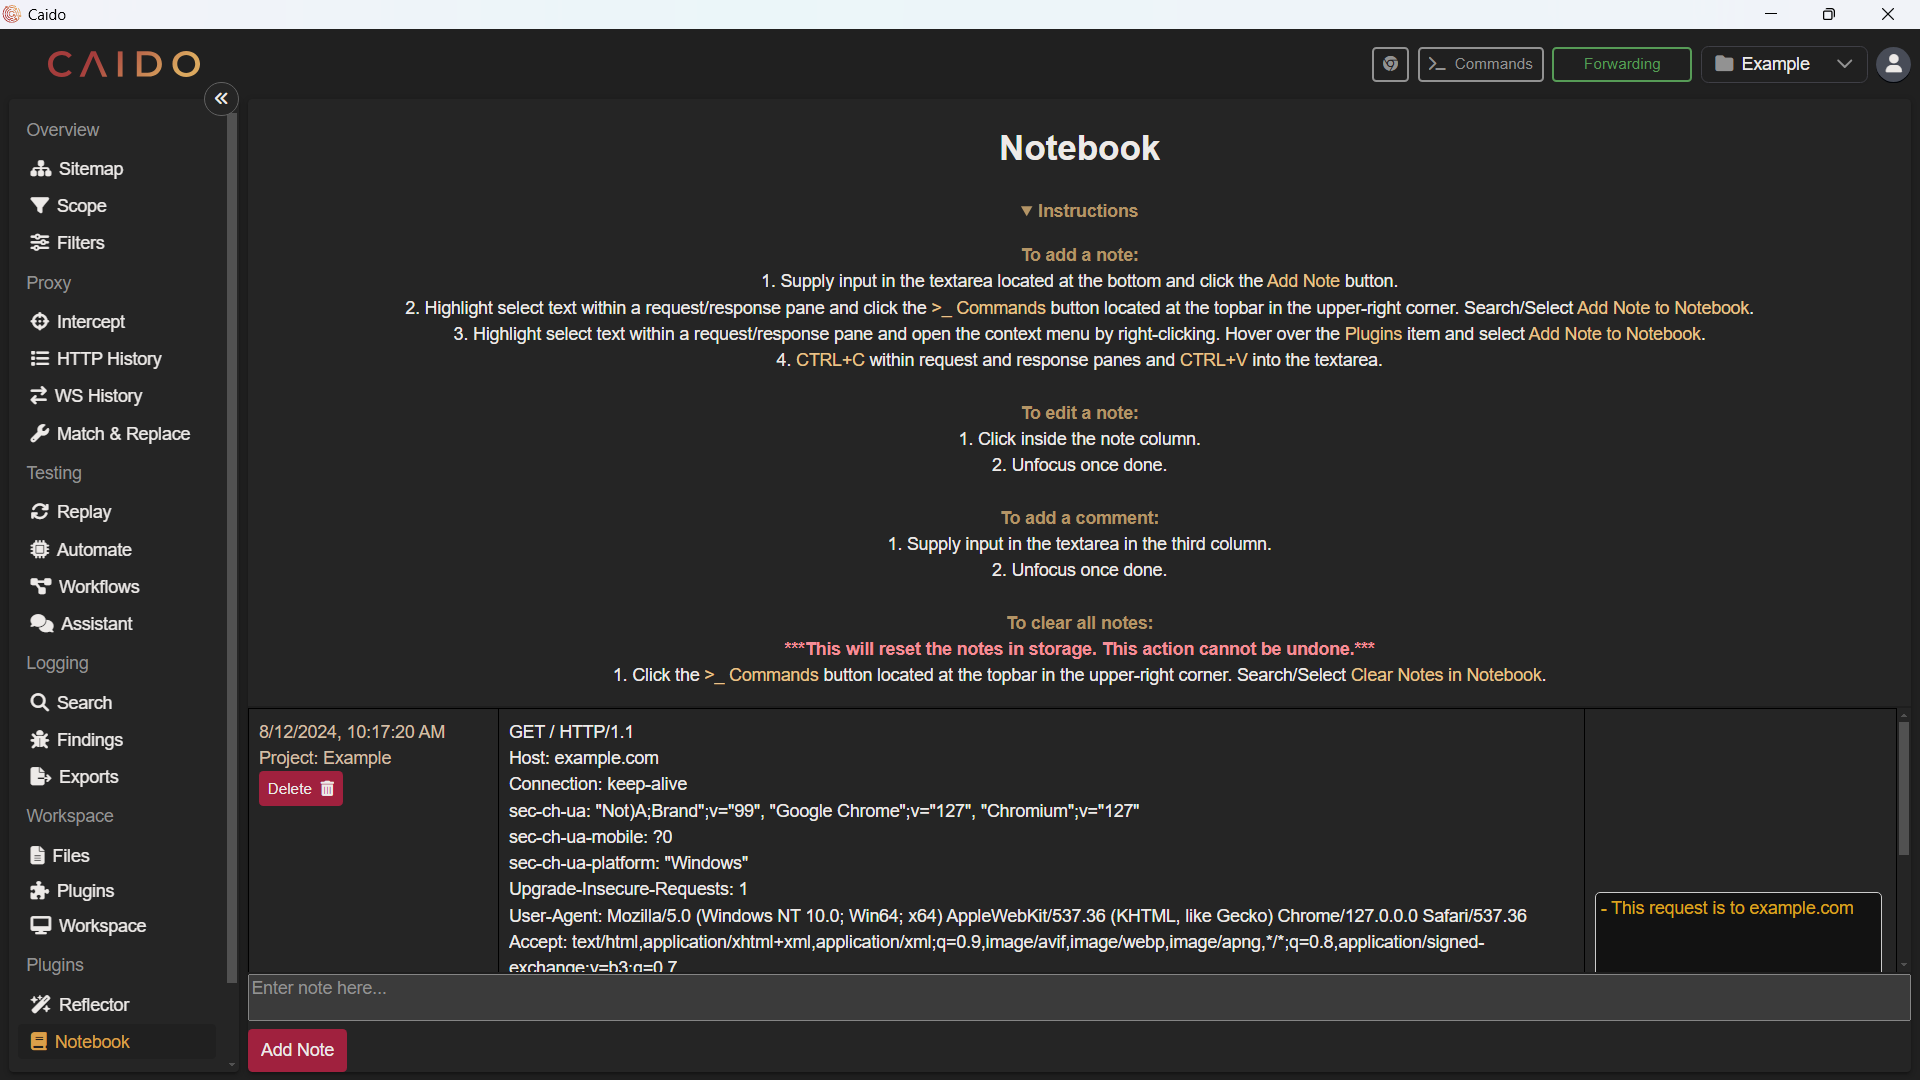 Caido
CAIDO
>_ Commands
Forwarding
Example
Overview
Sitemap
Scope
Filters
Proxy
Intercept
HTTP History
WS History
Match & Replace
Testing
Replay
Automate
Workflows
Assistant
Logging
Search
Findings
Exports
Workspace
Files
Plugins
Workspace
Plugins
Reflector
Notebook
Notebook
▼ Instructions
To add a note:
1. Supply input in the textarea located at the bottom and click the Add Note button.
2. Highlight select text within a request/response pane and click the >_ Commands button located at the topbar in the upper-right corner. Search/Select Add Note to Notebook.
3. Highlight select text within a request/response pane and open the context menu by right-clicking. Hover over the Plugins item and select Add Note to Notebook.
4. CTRL+C within request and response panes and CTRL+V into the textarea.
To edit a note:
1. Click inside the note column.
2. Unfocus once done.
To add a comment:
1. Supply input in the textarea in the third column.
2. Unfocus once done.
To clear all notes:
***This will reset the notes in storage. This action cannot be undone.***
1. Click the >_ Commands button located at the topbar in the upper-right corner. Search/Select Clear Notes in Notebook.
8/12/2024, 10:17:20 AM
Project: Example
Delete
GET / HTTP/1.1
Host: example.com
Connection: keep-alive
sec-ch-ua: "Not)A;Brand";v="99", "Google Chrome";v="127", "Chromium";v="127"
sec-ch-ua-mobile: ?0
sec-ch-ua-platform: "Windows"
Upgrade-Insecure-Requests: 1
User-Agent: Mozilla/5.0 (Windows NT 10.0; Win64; x64) AppleWebKit/537.36 (KHTML, like Gecko) Chrome/127.0.0.0 Safari/537.36
Accept: text/html,application/xhtml+xml,application/xml;q=0.9,image/avif,image/webp,image/apng,*/*;q=0.8,application/signed-
exchange;v=b3;q=0.7
- This request is to example.com
Enter note here...
Add Note